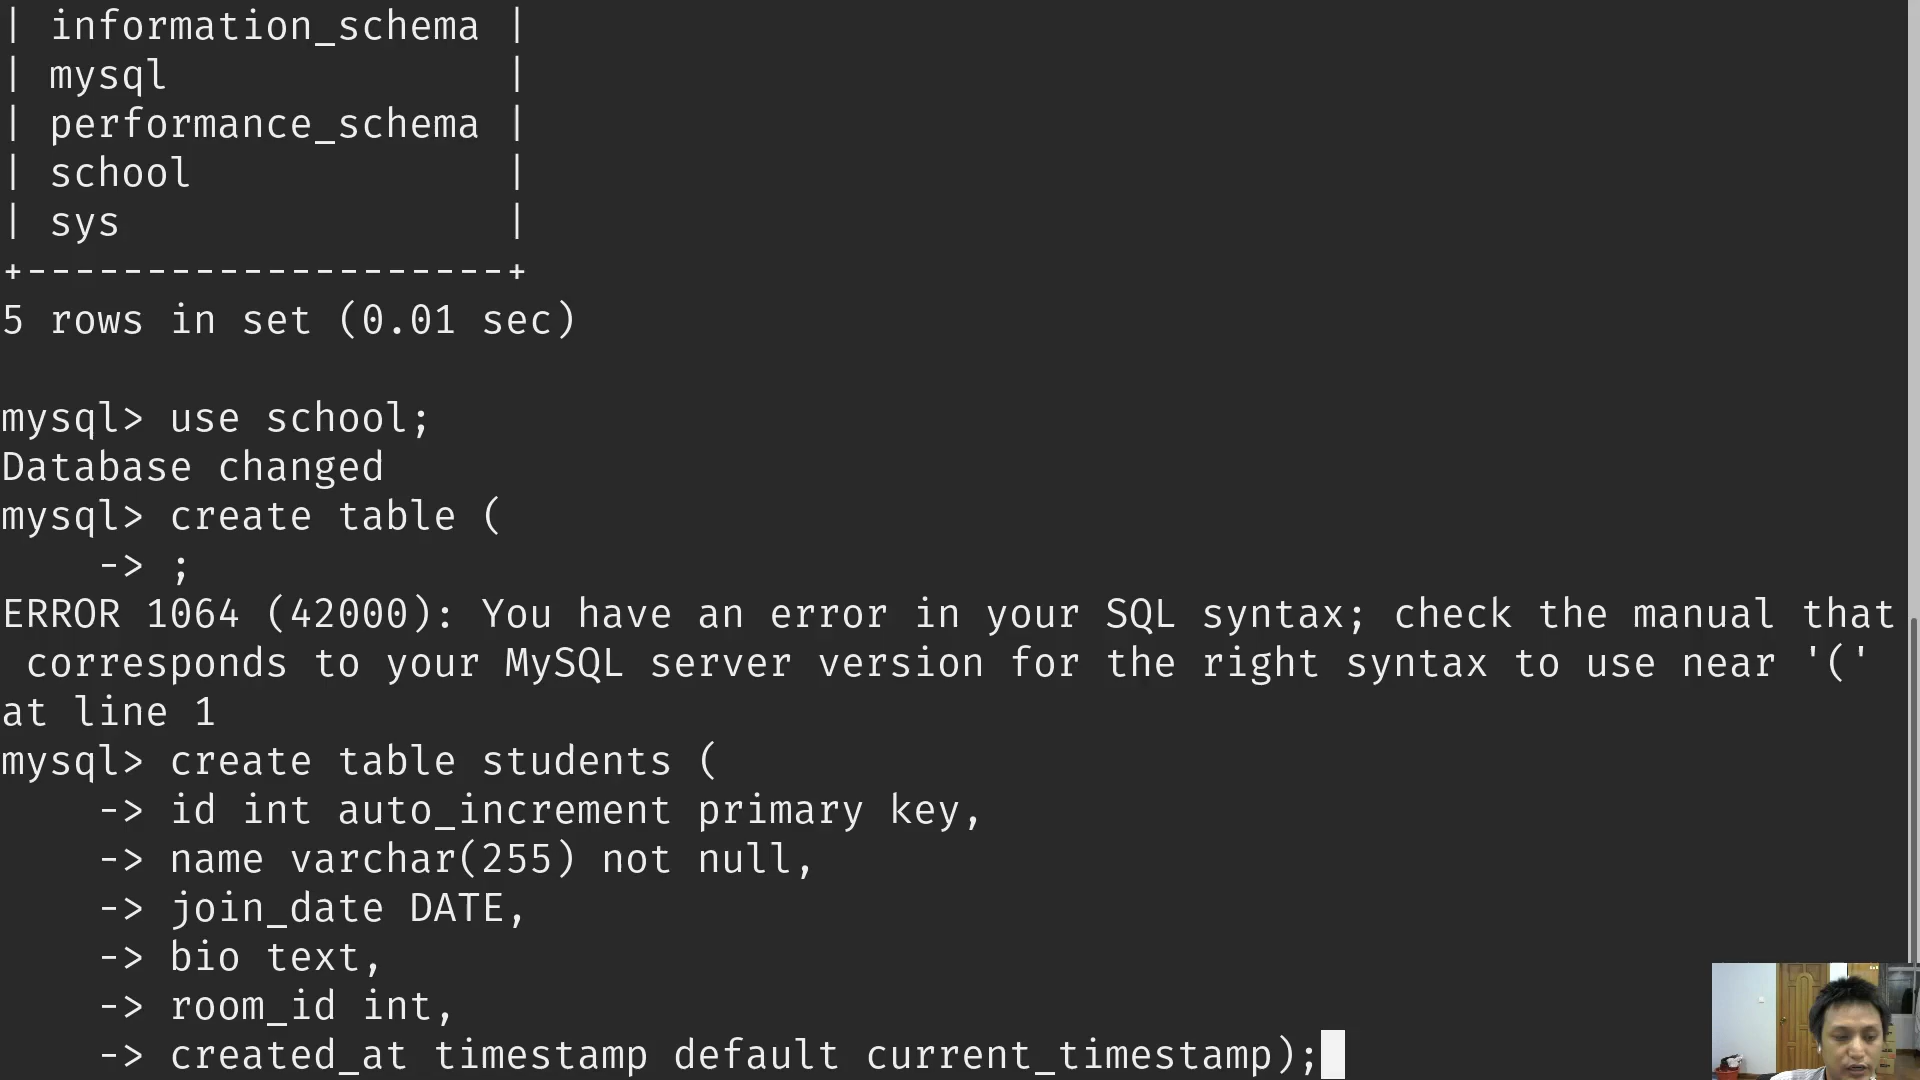 | information_schema |
| mysql              |
| performance_schema |
| school             |
| sys                |
+--------------------+
5 rows in set (0.01 sec)

mysql> use school;
Database changed
mysql> create table (
    -> ;
ERROR 1064 (42000): You have an error in your SQL syntax; check the manual that
 corresponds to your MySQL server version for the right syntax to use near '('
at line 1
mysql> create table students (
    -> id int auto_increment primary key,
    -> name varchar(255) not null,
    -> join_date DATE,
    -> bio text,
    -> room_id int,
    -> created_at timestamp default current_timestamp);